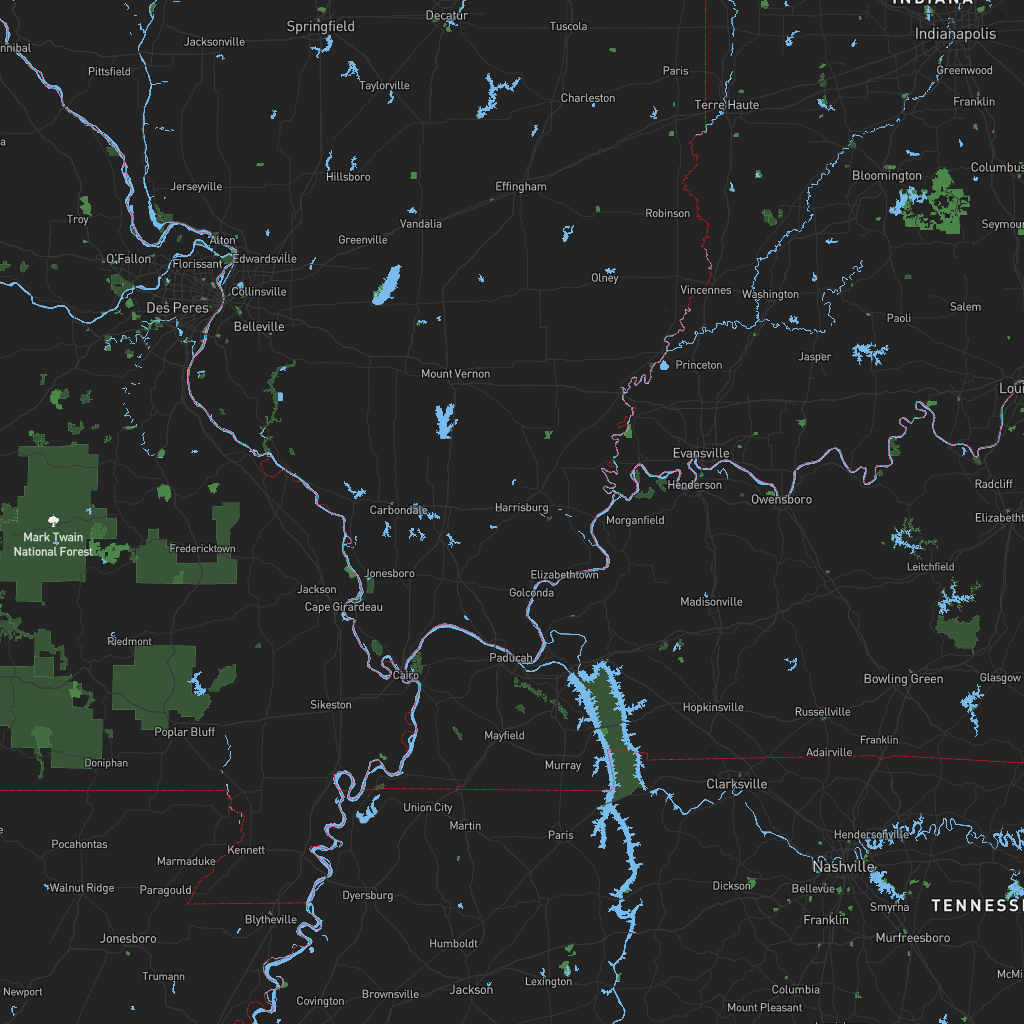 INDIANA
Decatur
Springfield
Tuscola
Indianapolis
Jacksonville
Pittsfield
Paris
Greenwood
Taylorville
Charleston
Terre Haute
Franklin
Hillsboro
Effingham
Bloomington
Columbus
Jerseyville
Troy
Vandalia
Robinson
Seymou
Alton
Greenville
O'Fallon
Florissant
Edwardsville
Olney
Collinsville
Vincennes
Washington
Des Peres
Salem
Belleville
Paoli
Jasper
Princeton
Mount Vernon
Loui
Evansville
Henderson
Radcliff
Owensboro
Carbondale
Harrisburg
Morganfield
Elizabetht
Mark Twain
National Forest
Fredericktown
Leitchfield
Jonesboro
Elizabethtown
Jackson
Golconda
Cape Girardeau
Madisonville
Piedmont
Paducah
Cairo
Bowling Green
Glasgow
Sikeston
Hopkinsville
Russellville
Poplar Bluff
Mayfield
Franklin
Adairville
Doniphan
Murray
Clarksville
Union City
Martin
Paris
Hendersonville
Pocahontas
Kennett
Marmaduke
Nashville
Walnut Ridge
Paragould
Dickson
Bellevue
Dyersburg
Smyrna
TENNESSE
Blytheville
Franklin
Jonesboro
Humboldt
Murfreesboro
Trumann
McMi
Lexington
Newport
Covington
Brownsville
Jackson
Columbia
Mount Pleasant